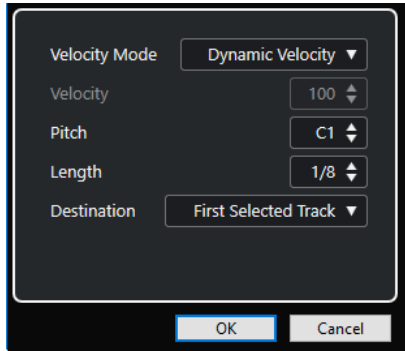 Velocity Mode Dynamic Velocity
Velocity 100
Pitch C1
Length 1/8
Destination First Selected Track
OK Cancel